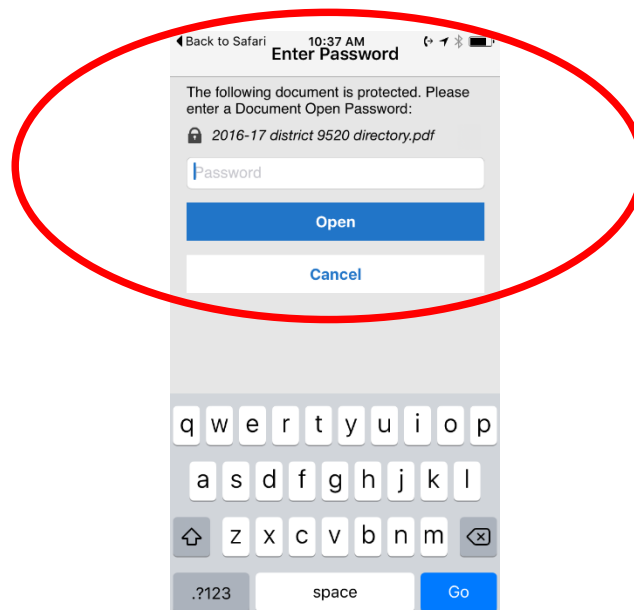 Back to Safari 10:37 AM
Enter Password
The following document is protected. Please
enter a Document Open Password:
2016-17 district 9520 directory.pdf
Password
Open
Cancel
q w e r t y u i o p
a s d f g h j k l
z x c v b n m
.?123 space Go